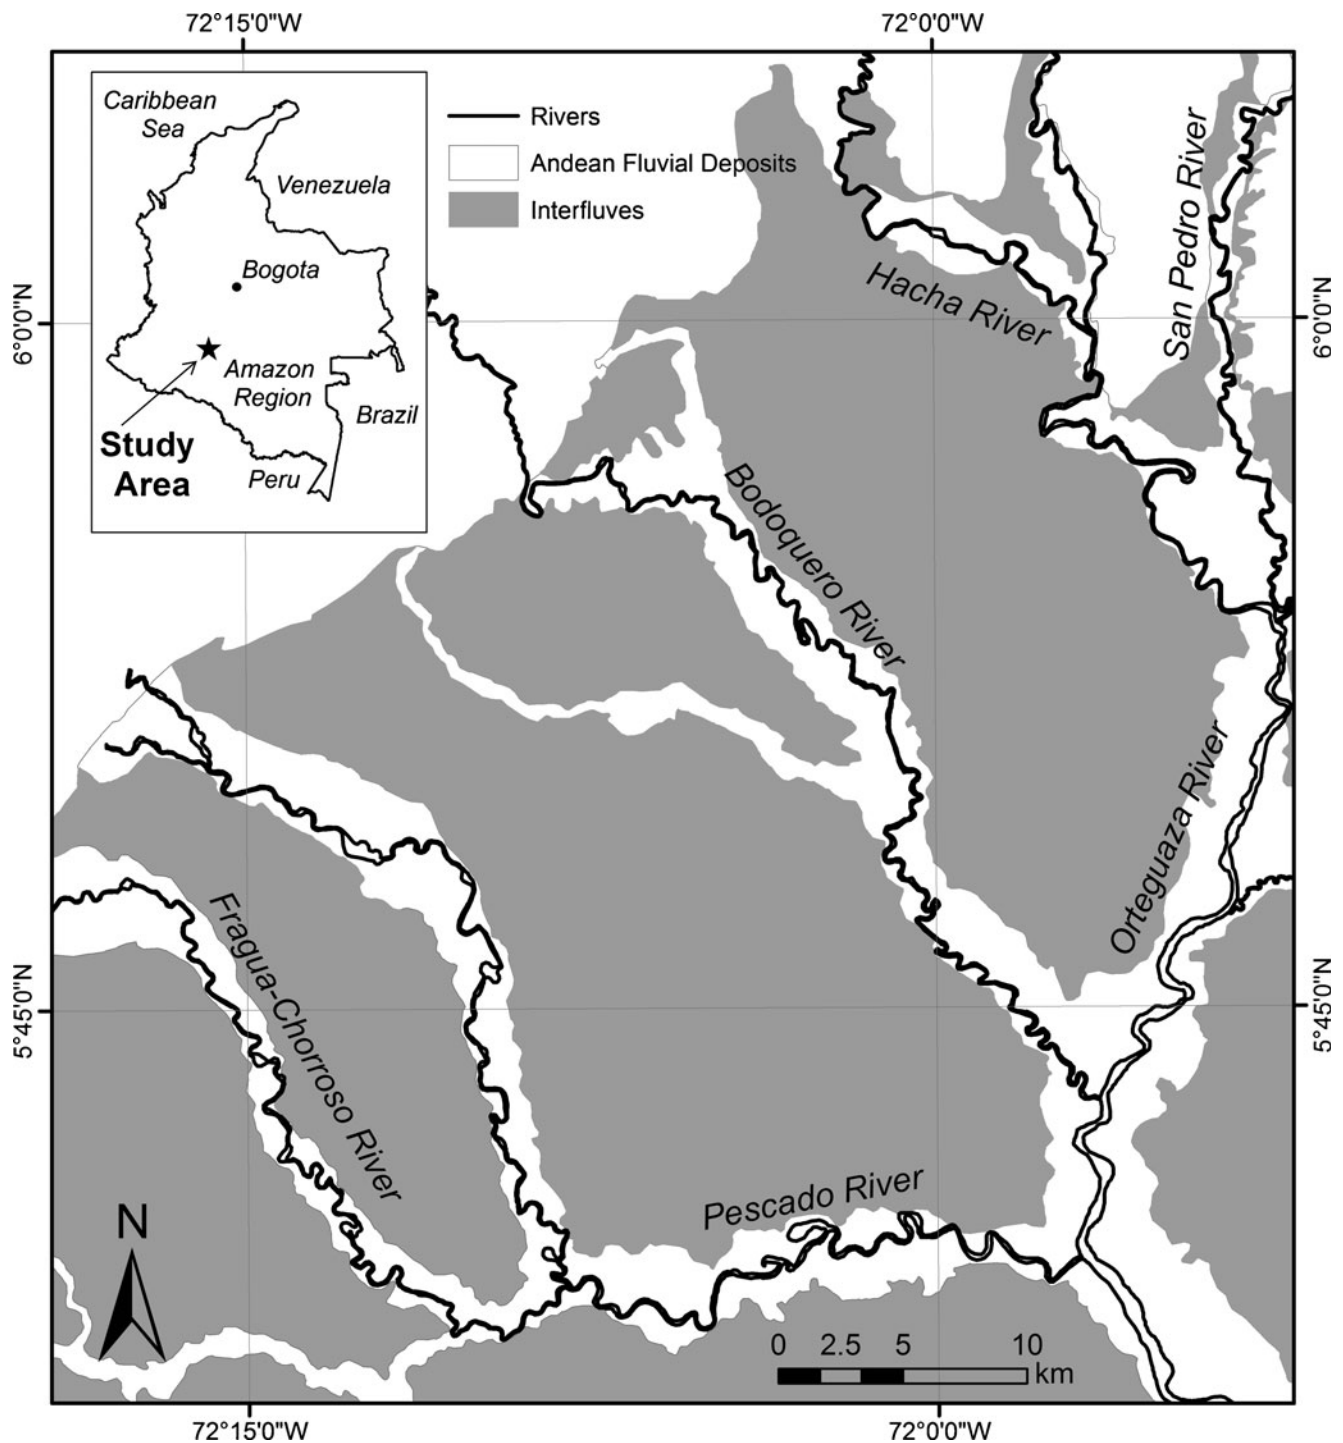 72°15'0"W
72°0'0"W
Caribbean
Sea
Venezuela
Bogota
Amazon
Region
Brazil
Study
Area
Peru
Rivers
Andean Fluvial Deposits
Interfluves
San Pedro River
Hacha River
6°0'0"N
6°0'0"N
Bodoquero River
Orteguaza River
Fragua-Chorroso River
5°45'0"N
5°45'0"N
Pescado River
N
0 2.5 5 10
km
72°15'0"W
72°0'0"W